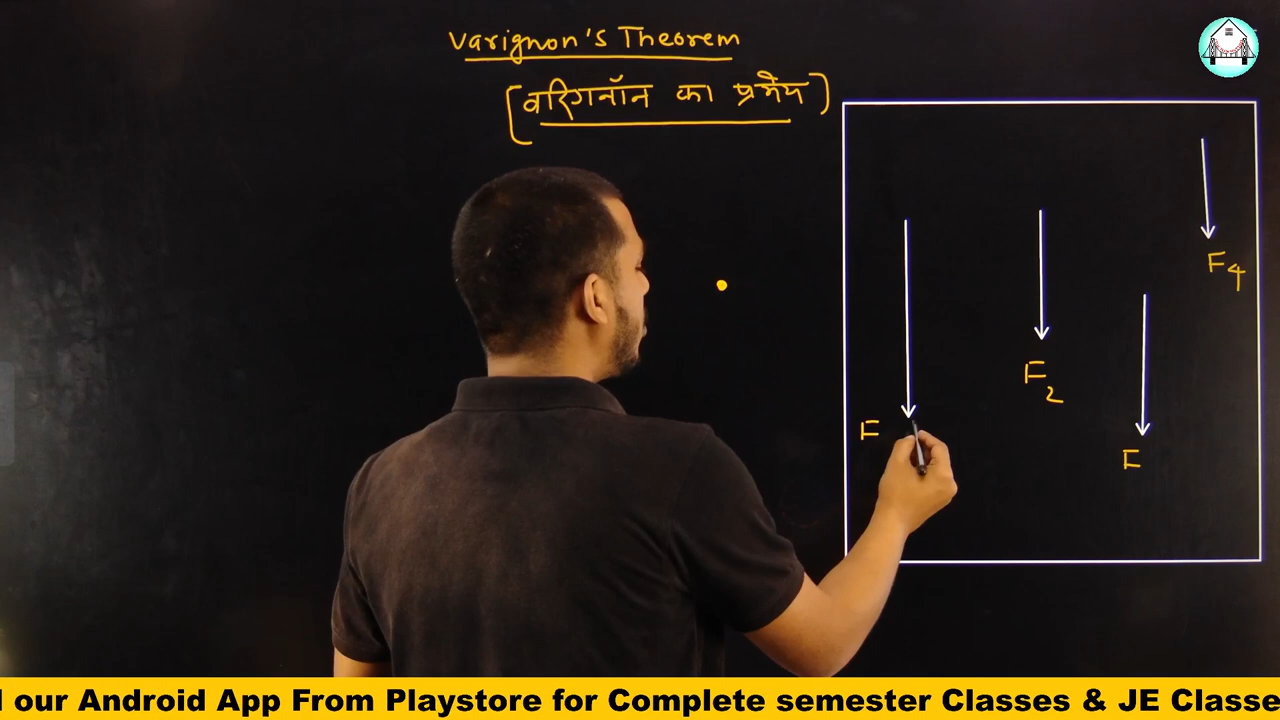 Varignon's Theorem
(वरिगनॉन का प्रमेय)
F4
F2
F
F
our Android App From Playstore for Complete semester Classes & JE Classe